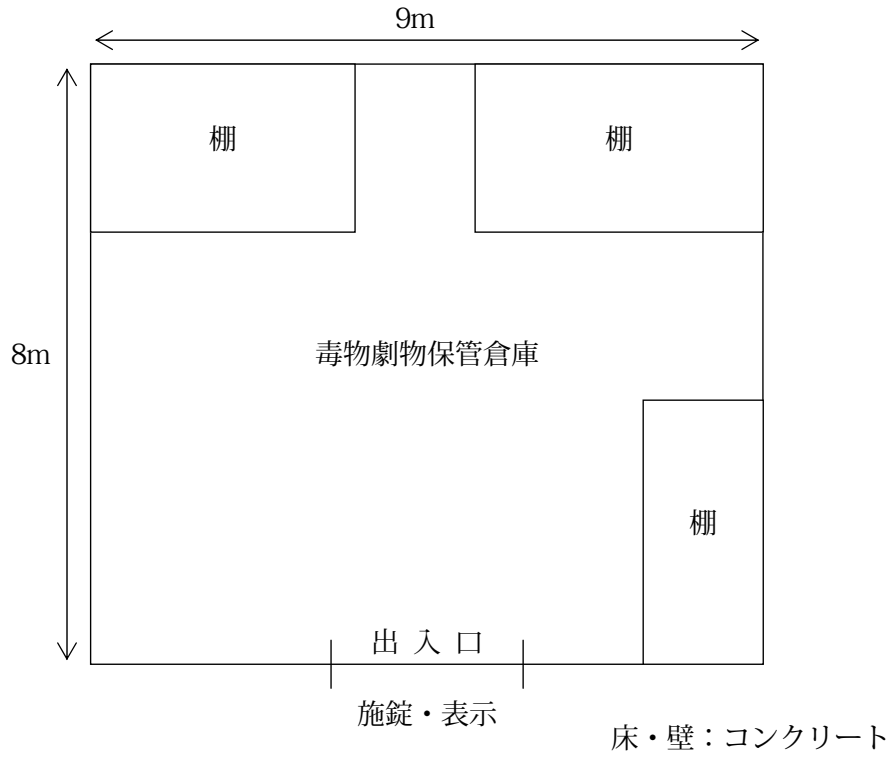 9m
棚
棚
8m
毒物劇物保管倉庫
棚
出 入 口
施錠・表示
床・壁：コンクリート